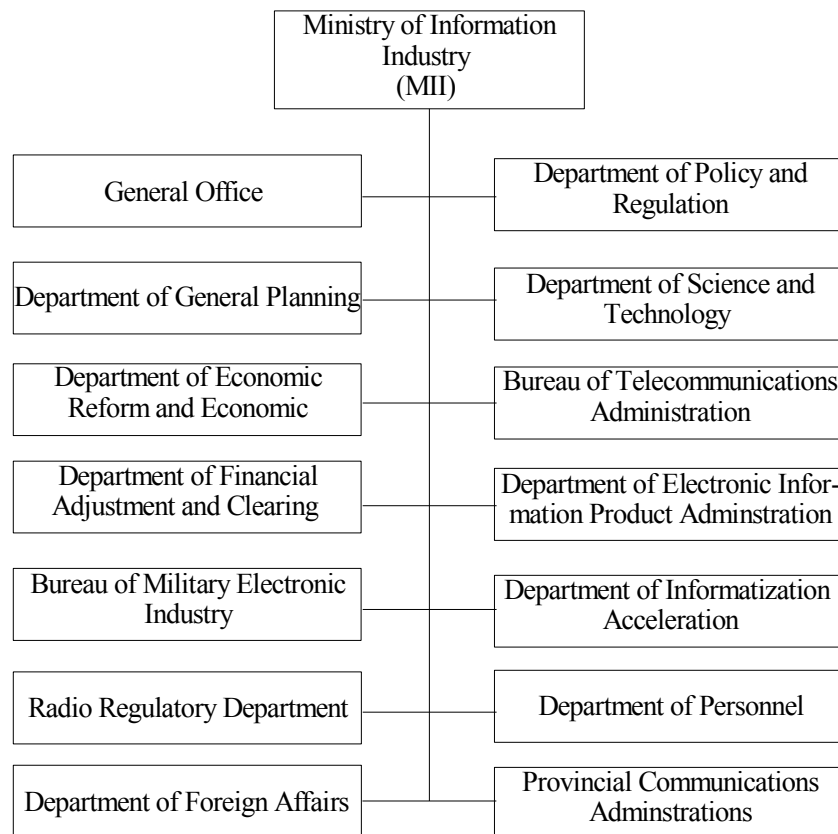 Ministry of Information
Industry
(MII)
General Office
Department of Policy and
Regulation
Department of General Planning
Department of Science and
Technology
Department of Economic
Reform and Economic
Bureau of Telecommunications
Administration
Department of Financial
Adjustment and Clearing
Department of Electronic Infor-
mation Product Adminstration
Bureau of Military Electronic
Industry
Department of Informatization
Acceleration
Radio Regulatory Department
Department of Personnel
Department of Foreign Affairs
Provincial Communications
Adminstrations